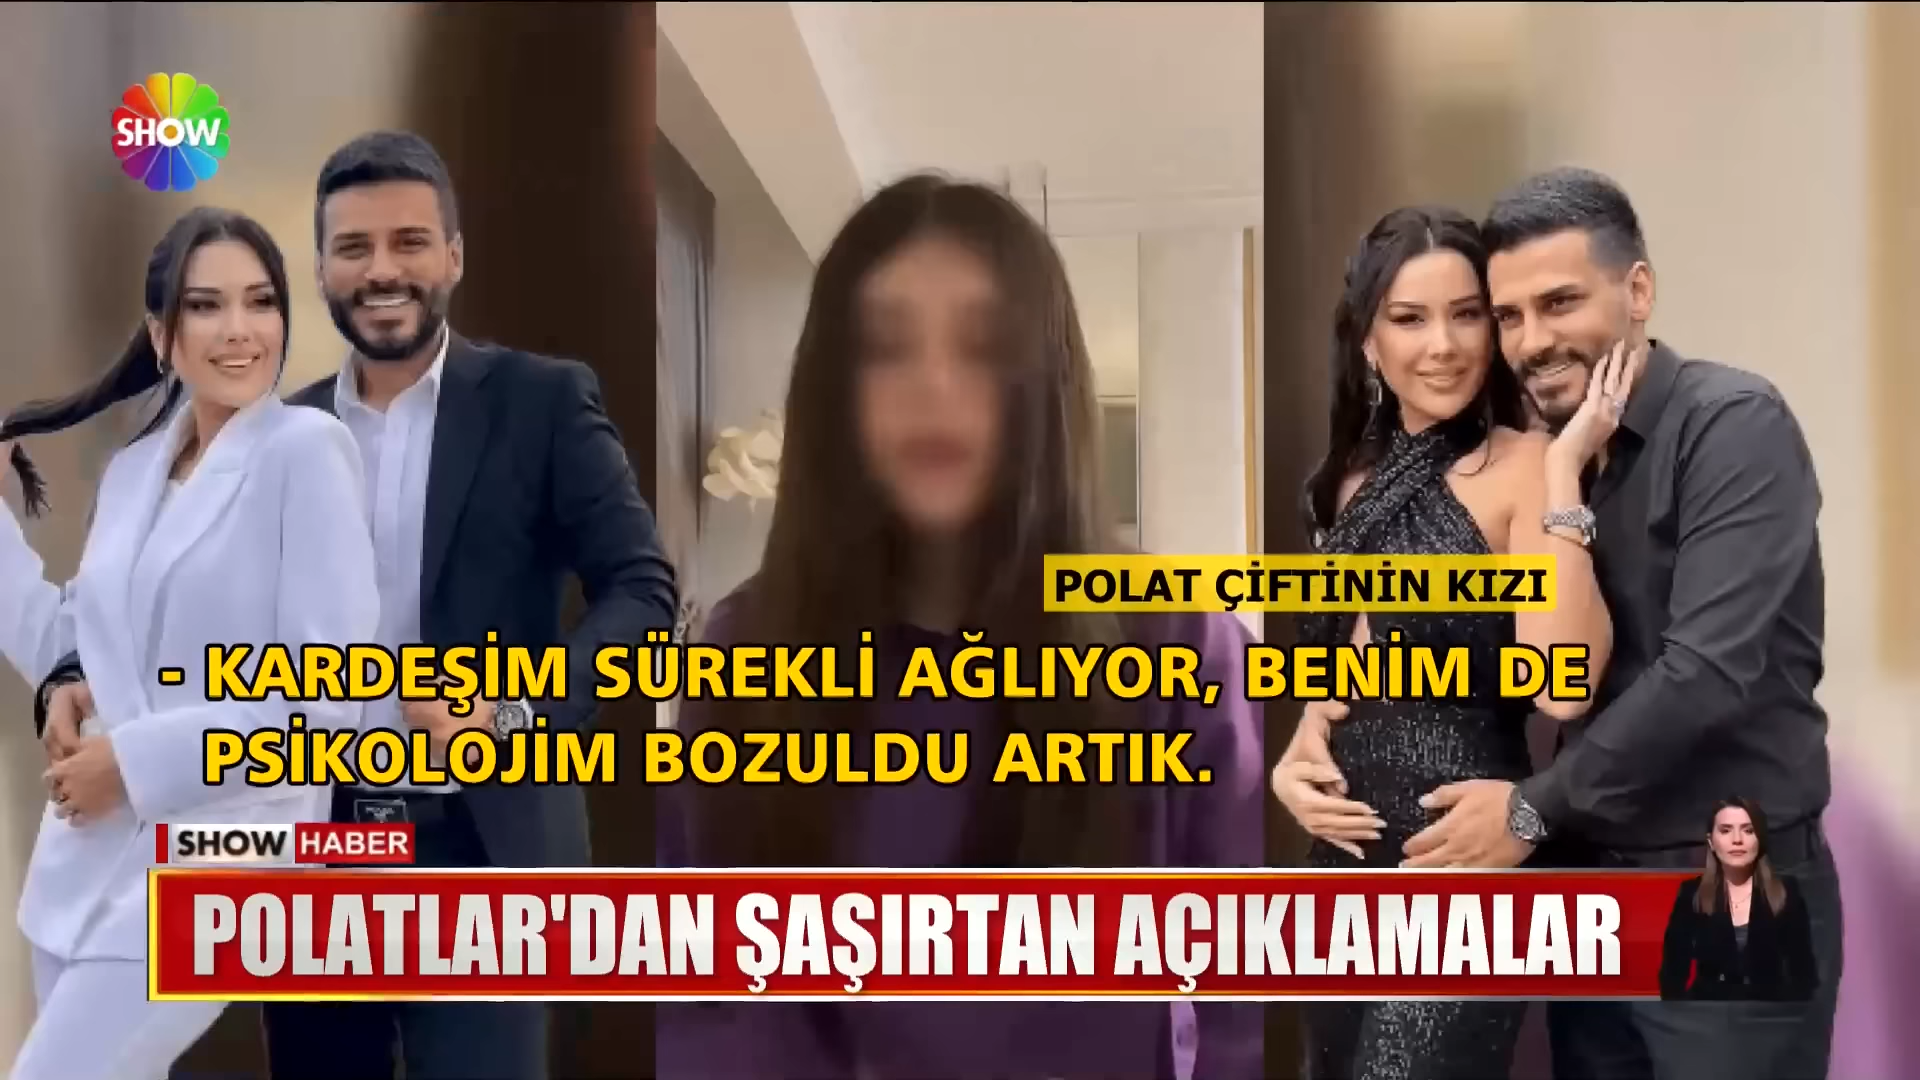 SHOW
POLAT ÇİFTİNİN KIZI
- KARDEŞİM SÜREKLİ AĞLIYOR, BENİM DE
PSİKOLOJİM BOZULDU ARTIK.
SHOW HABER
POLATLAR'DAN ŞAŞIRTAN AÇIKLAMALAR